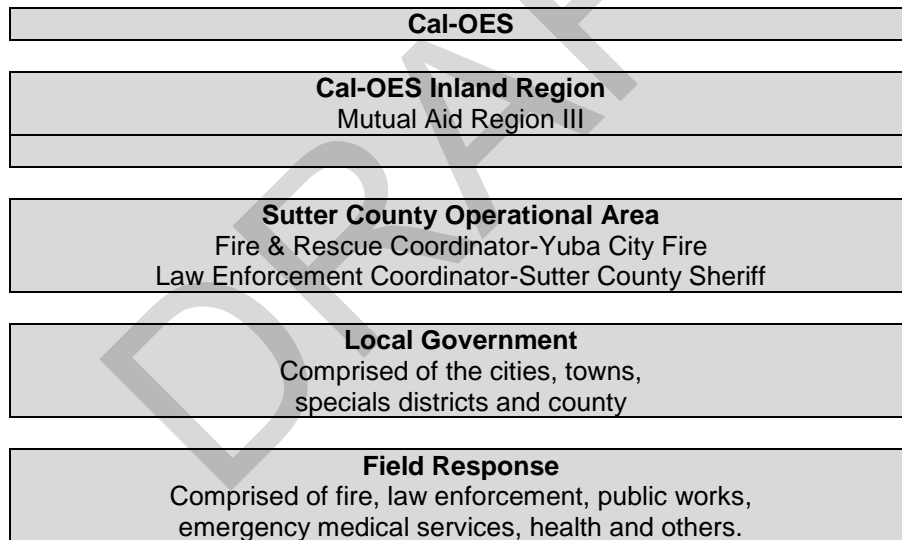 Cal-OES
Cal-OES Inland Region
Mutual Aid Region III
Sutter County Operational Area
Fire & Rescue Coordinator-Yuba City Fire
Law Enforcement Coordinator-Sutter County Sheriff
Local Government
Comprised of the cities, towns,
specials districts and county
Field Response
Comprised of fire, law enforcement, public works,
emergency medical services, health and others.
DRAF